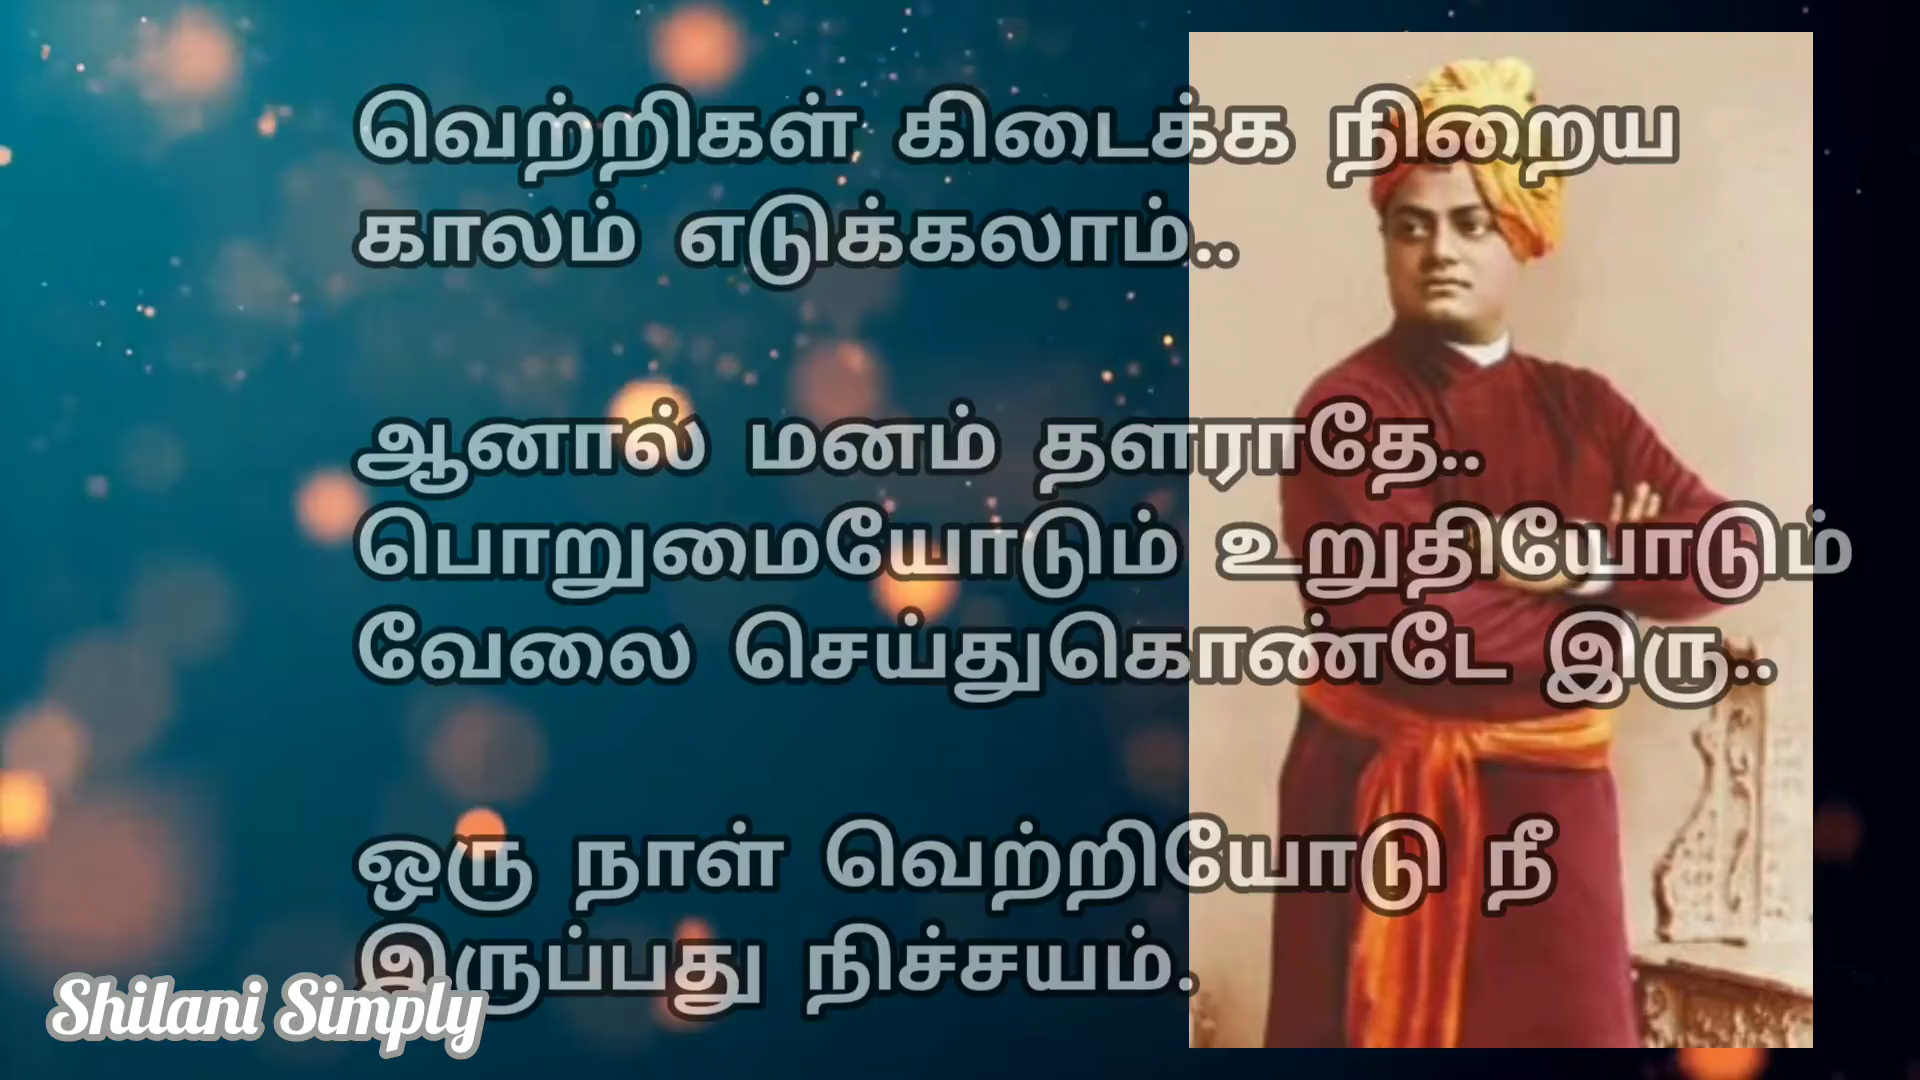 வெற்றிகள் கிடைக்க நிறைய
காலம் எடுக்கலாம்..
ஆனால் மனம் தளராதே..
பொறுமையோடும் உறுதியோடும்
வேலை செய்துகொண்டே இரு..
ஒரு நாள் வெற்றியோடு நீ
இருப்பது நிச்சயம்.
Shilani Simply